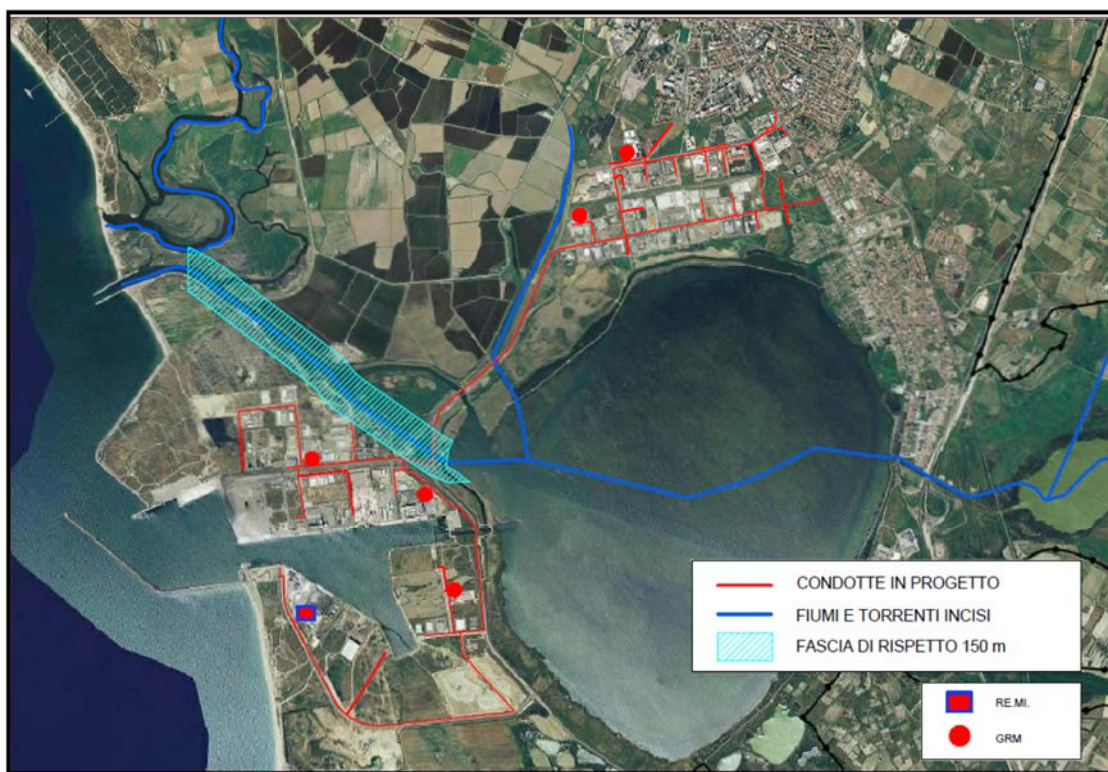 CONDOTTE IN PROGETTO
FIUMI E TORRENTI INCISI
FASCIA DI RISPETTO 150 m
RE.MI.
GRM